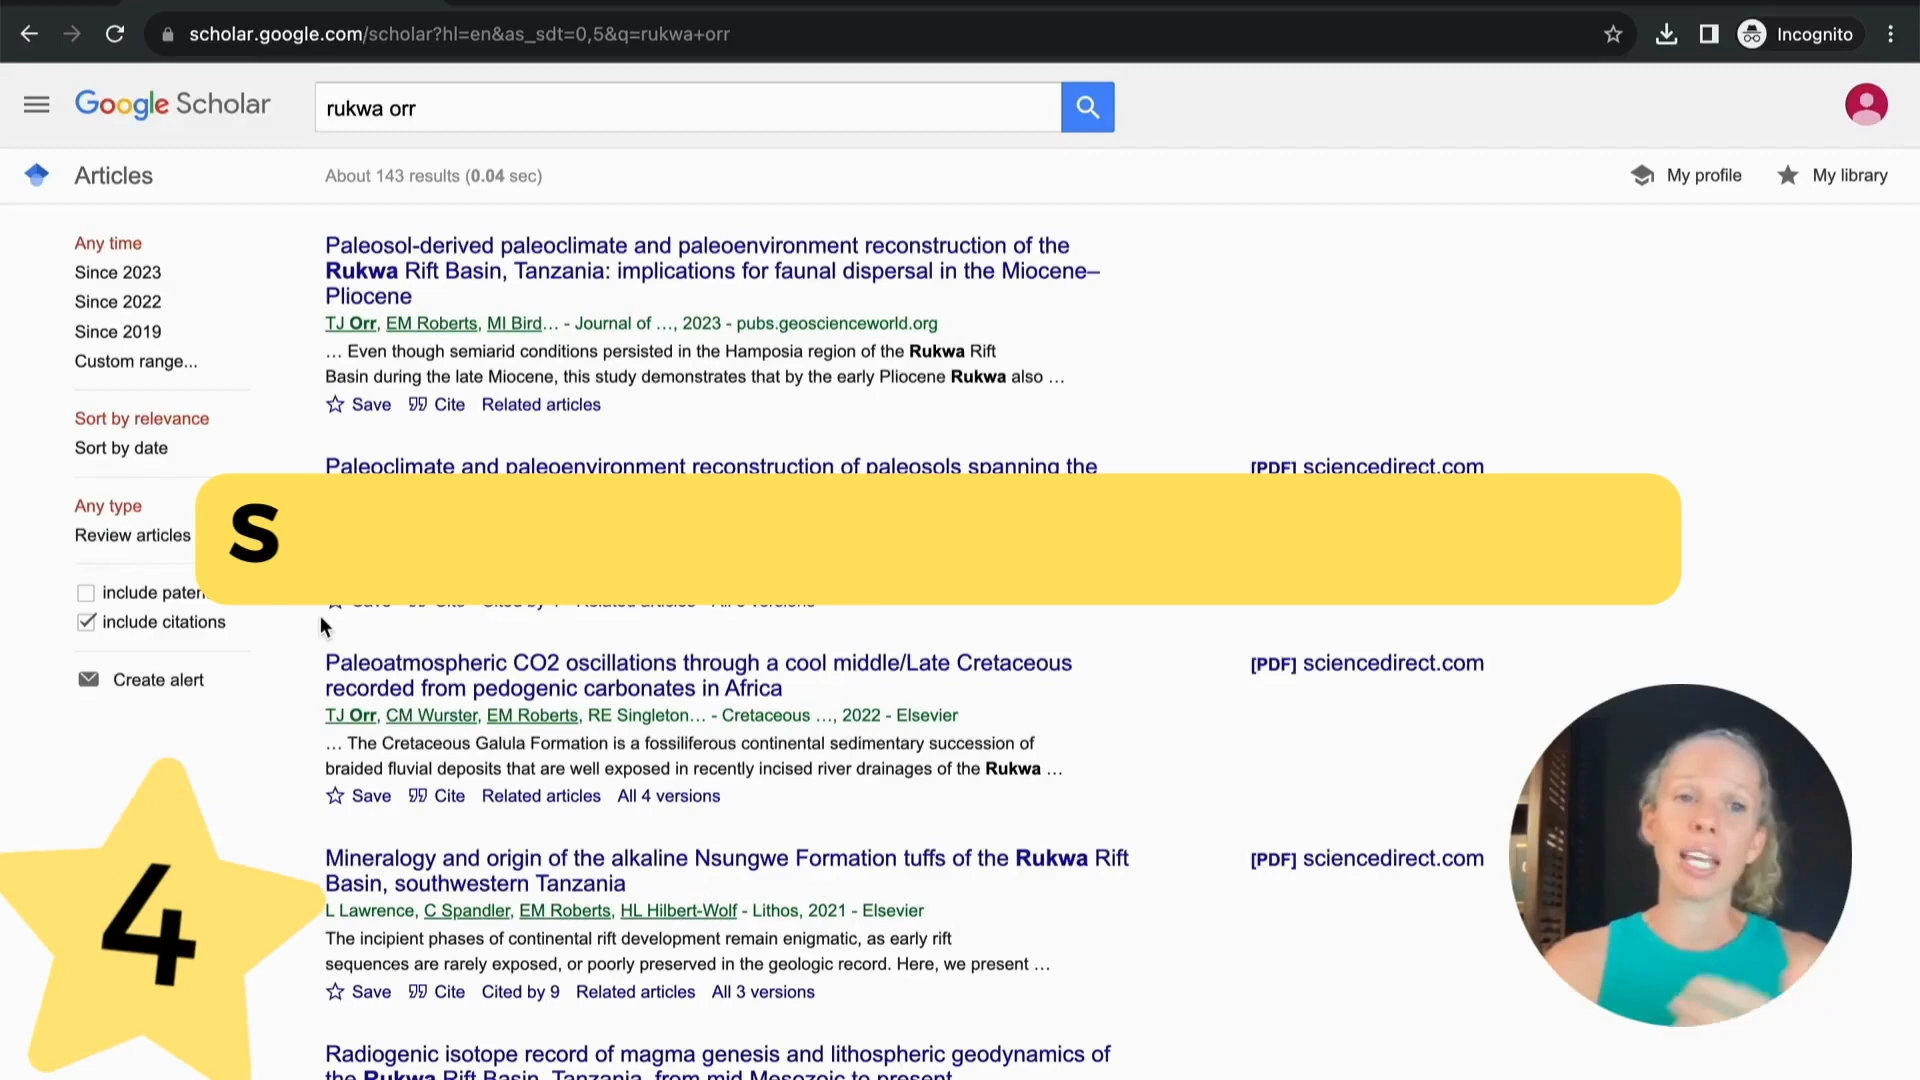 scholar.google.com/scholar?hl=en&as_sdt=0,5&q=rukwa+orr
Incognito
Google Scholar
rukwa orr
Articles
About 143 results (0.04 sec)
My profile
My library
Any time
Since 2023
Since 2022
Since 2019
Custom range...
Sort by relevance
Sort by date
Any type
Review articles
include paten
include citations
Create alert
Paleosol-derived paleoclimate and paleoenvironment reconstruction of the
Rukwa Rift Basin, Tanzania: implications for faunal dispersal in the Miocene–
Pliocene
TJ Orr, EM Roberts, MI Bird… - Journal of …, 2023 - pubs.geoscienceworld.org
… Even though semiarid conditions persisted in the Hamposia region of the Rukwa Rift
Basin during the late Miocene, this study demonstrates that by the early Pliocene Rukwa also …
Save Cite Related articles
Paleoclimate and paleoenvironment reconstruction of paleosols spanning the
[PDF] sciencedirect.com
S
Paleoatmospheric CO2 oscillations through a cool middle/Late Cretaceous
recorded from pedogenic carbonates in Africa
[PDF] sciencedirect.com
TJ Orr, CM Wurster, EM Roberts, RE Singleton… - Cretaceous …, 2022 - Elsevier
… The Cretaceous Galula Formation is a fossiliferous continental sedimentary succession of
braided fluvial deposits that are well exposed in recently incised river drainages of the Rukwa …
Save Cite Related articles All 4 versions
Mineralogy and origin of the alkaline Nsungwe Formation tuffs of the Rukwa Rift
Basin, southwestern Tanzania
[PDF] sciencedirect.com
L Lawrence, C Spandler, EM Roberts, HL Hilbert-Wolf - Lithos, 2021 - Elsevier
The incipient phases of continental rift development remain enigmatic, as early rift
sequences are rarely exposed, or poorly preserved in the geologic record. Here, we present …
Save Cite Cited by 9 Related articles All 3 versions
Radiogenic isotope record of magma genesis and lithospheric geodynamics of
the Rukwa Rift Basin, Tanzania, from mid Mesozoic to present
4